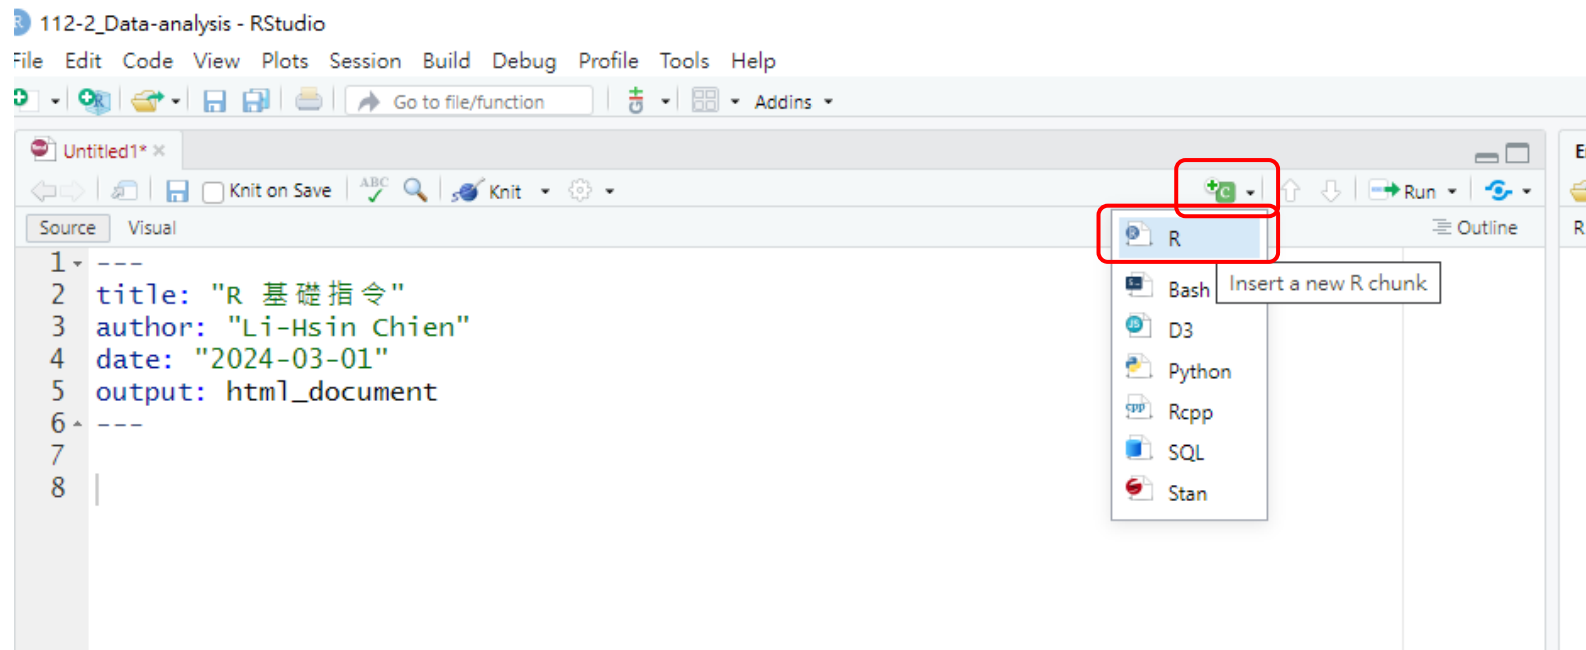 112-2_Data-analysis - RStudio
File Edit Code View Plots Session Build Debug Profile Tools Help
Go to file/function Addins
Untitled1*
Knit on Save ABC Knit C Run
Source Visual Outline R
1 ---
2 title: "R 基礎指令"
3 author: "Li-Hsin Chien"
4 date: "2024-03-01"
5 output: html_document
6 ---
7
8
R
Insert a new R chunk
Bash
D3
Python
Rcpp
SQL
Stan